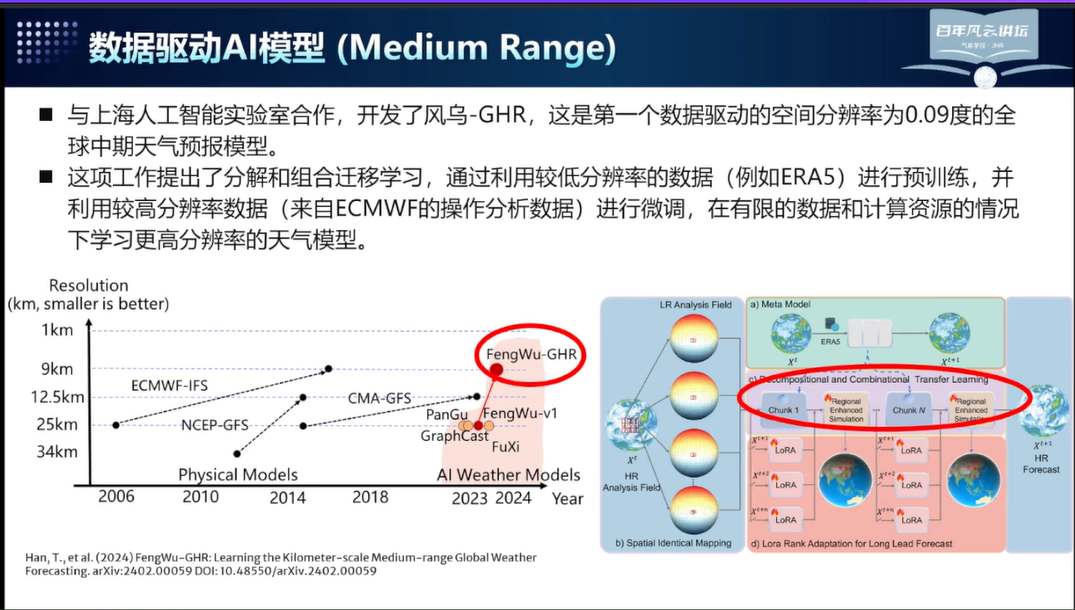 数据驱动AI模型 (Medium Range)
百年风云讲坛
■ 与上海人工智能实验室合作，开发了风乌-GHR，这是第一个数据驱动的空间分辨率为0.09度的全
球中期天气预报模型。
■ 这项工作提出了分解和组合迁移学习，通过利用较低分辨率的数据（例如ERA5）进行预训练，并
利用较高分辨率数据（来自ECMWF的操作分析数据）进行微调，在有限的数据和计算资源的情况
下学习更高分辨率的天气模型。
Resolution
(km, smaller is better)
1km
9km
12.5km
25km
34km
FengWu-GHR
ECMWF-IFS
CMA-GFS
NCEP-GFS
PanGu
FengWu-v1
GraphCast
FuXi
Physical Models
AI Weather Models
2006
2010
2014
2018
2023
2024
Year
LR Analysis Field
a) Meta Model
ERA5
X^t
X^{t+1}
c) Decompositional and Combinational Transfer Learning
Chunk 1
Regional
Enhanced
Simulation
...
Chunk N
Regional
Enhanced
Simulation
X^t
HR
Analysis Field
X^{t+1}
HR
Forecast
X^{t+1}
LoRA
X^{t+2}
LoRA
X^{t+n}
LoRA
X^{t+1}
LoRA
X^{t+2}
LoRA
X^{t+n}
LoRA
b) Spatial Identical Mapping
d) Lora Rank Adaptation for Long Lead Forecast
Han, T., et al. (2024) FengWu-GHR: Learning the Kilometer-scale Medium-range Global Weather
Forecasting. arXiv:2402.00059 DOI: 10.48550/arXiv.2402.00059